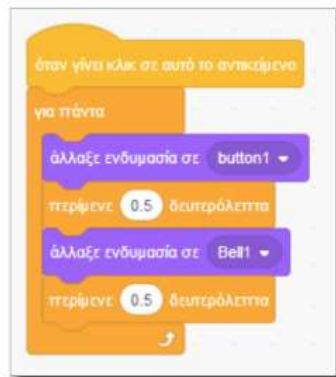 όταν γίνει κλικ σε αυτό το αντικείμενο
για πάντα
άλλαξε ενδυμασία σε button1
περίμενε 0.5 δευτερόλεπτα
άλλαξε ενδυμασία σε Bell1
περίμενε 0.5 δευτερόλεπτα